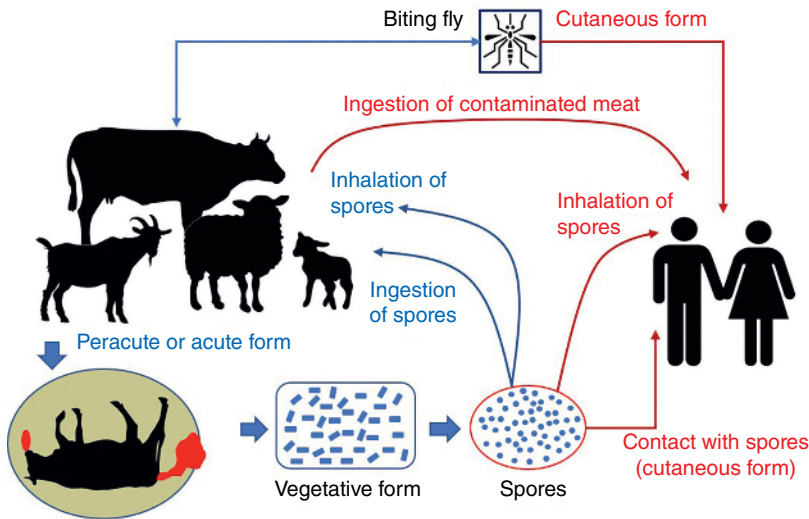 Biting fly
Cutaneous form
Ingestion of contaminated meat
Inhalation of
spores
Inhalation of
spores
Ingestion
of spores
Peracute or acute form
Contact with spores
(cutaneous form)
Vegetative form
Spores